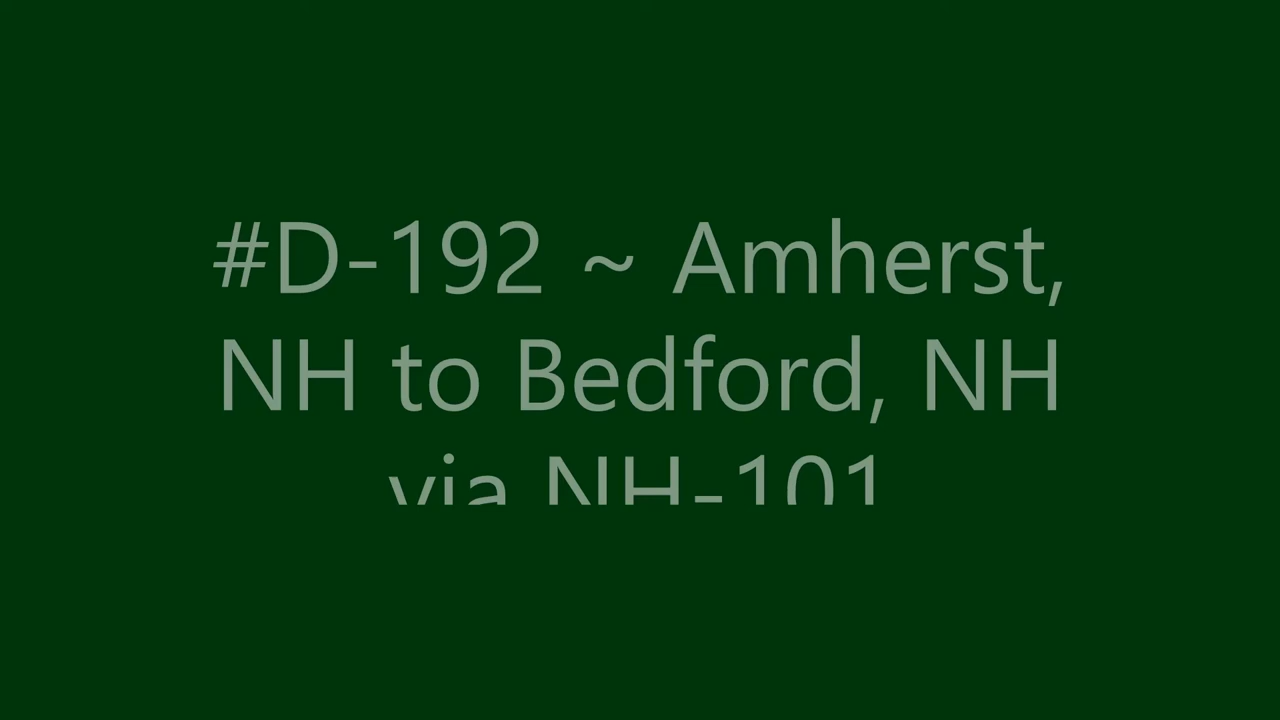 #D-192 ~ Amherst,
NH to Bedford, NH
via NH-101